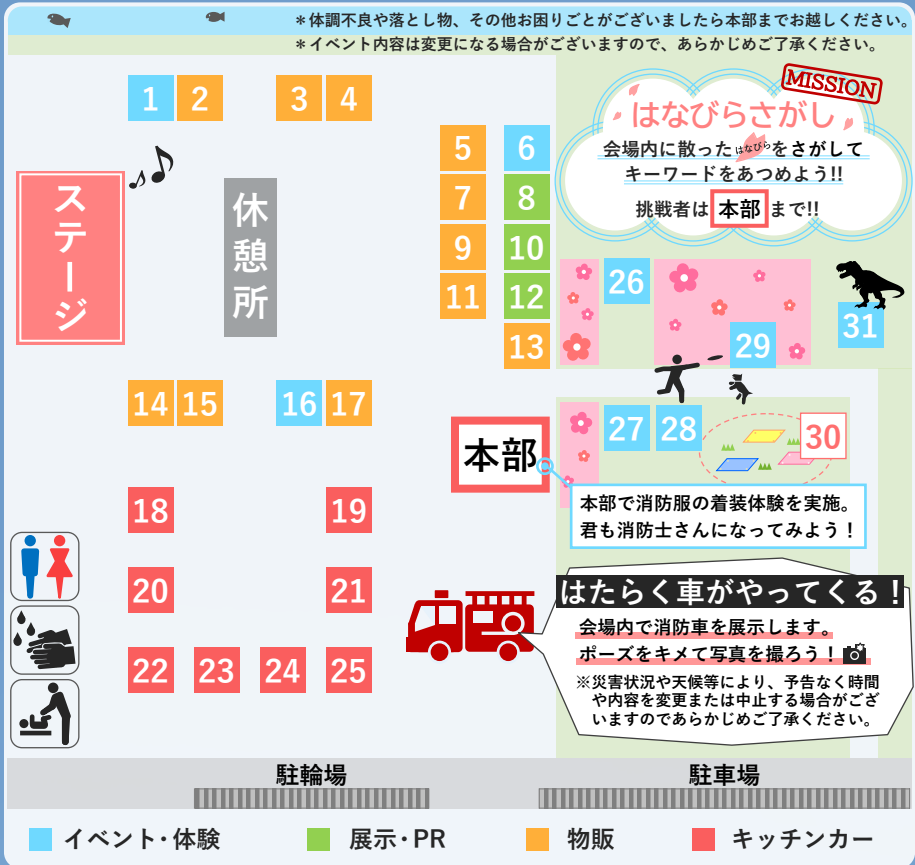 ＊体調不良や落とし物、その他お困りごとがございましたら本部までお越しください。
＊イベント内容は変更になる場合がございますので、あらかじめご了承ください。
MISSION
はなびらさがし
会場内に散ったはなびらをさがして
キーワードをあつめよう!!
挑戦者は本部まで!!
1
2
3
4
5
6
7
8
9
10
11
12
13
ステージ
休憩所
26
31
29
14
15
16
17
本部
27
28
30
本部で消防服の着装体験を実施。
君も消防士さんになってみよう！
18
19
20
21
22
23
24
25
はたらく車がやってくる！
会場内で消防車を展示します。
ポーズをキメて写真を撮ろう！
※災害状況や天候等により、予告なく時間
や内容を変更または中止する場合がござ
いますのであらかじめご了承ください。
駐輪場
駐車場
イベント・体験
展示・PR
物販
キッチンカー